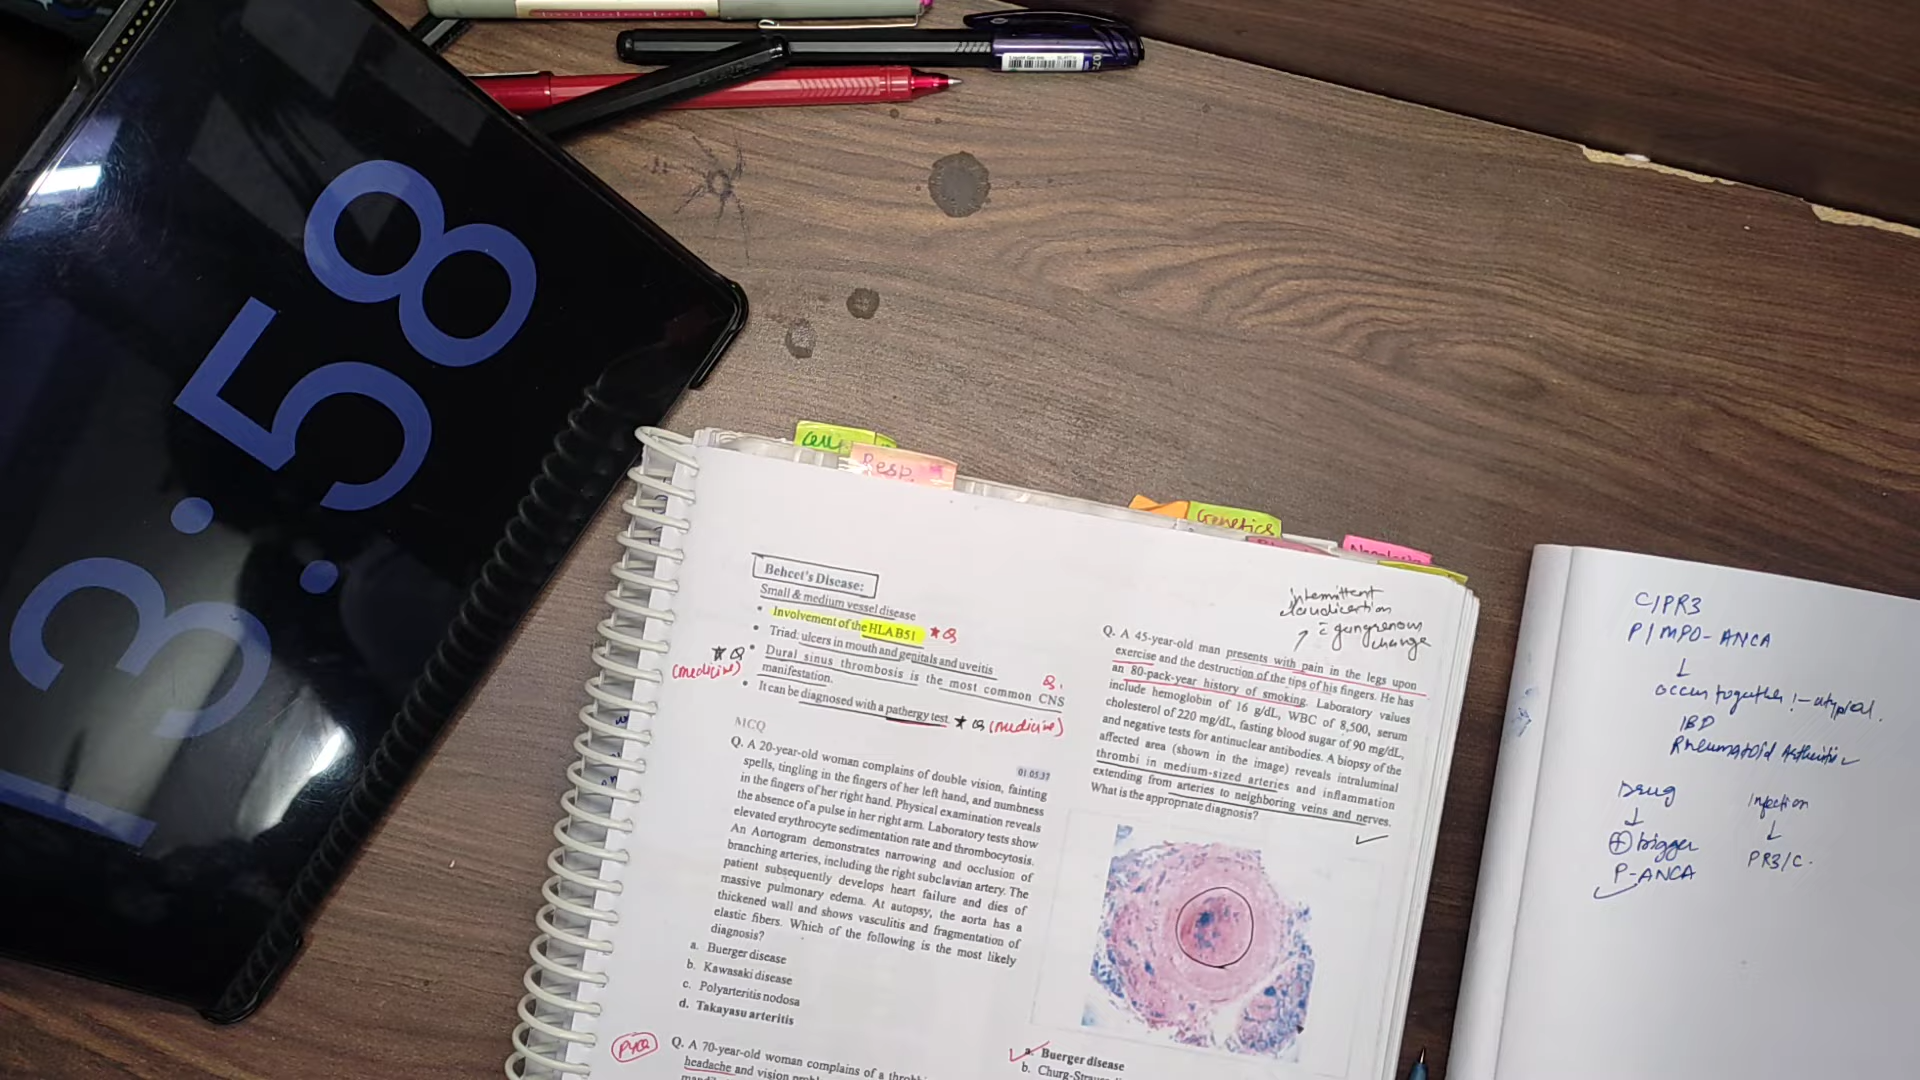 13:58
Cell
Resp.
Genetics
Neoplasia
Behcet's Disease:
Small & medium vessel disease
• Involvement of the HLA B51 ★ Q
• Triad: ulcers in mouth and genitals and uveitis
★ Q
(medicine)
• Dural sinus thrombosis is the most common CNS
manifestation.
Q.
• It can be diagnosed with a pathergy test. ★ Q (medicine)
MCQ
01:05:37
Q. A 20-year-old woman complains of double vision, fainting
spells, tingling in the fingers of her left hand, and numbness
in the fingers of her right hand. Physical examination reveals
the absence of a pulse in her right arm. Laboratory tests show
elevated erythrocyte sedimentation rate and thrombocytosis.
An Aortogram demonstrates narrowing and occlusion of
branching arteries, including the right subclavian artery. The
patient subsequently develops heart failure and dies of
massive pulmonary edema. At autopsy, the aorta has a
thickened wall and shows vasculitis and fragmentation of
elastic fibers. Which of the following is the most likely
diagnosis?
a. Buerger disease
b. Kawasaki disease
c. Polyarteritis nodosa
d. Takayasu arteritis
PYQ
Q. A 70-year-old woman complains of a
headache and vision
intermittent
claudication
c gangrenous
change
Q. A 45-year-old man presents with pain in the legs upon
exercise and the destruction of the tips of his fingers. He has
an 80-pack-year history of smoking. Laboratory values
include hemoglobin of 16 g/dL, WBC of 8,500, serum
cholesterol of 220 mg/dL, fasting blood sugar of 90 mg/dL,
and negative tests for antinuclear antibodies. A biopsy of the
affected area (shown in the image) reveals intraluminal
thrombi in medium-sized arteries and inflammation
extending from arteries to neighboring veins and nerves.
What is the appropriate diagnosis?
a. Buerger disease
b.
C/PR3
P/MPO-ANCA
↓
occur together :- atypical.
IBD
Rheumatoid Arthritis
Drug
↓
⊕ trigger
P-ANCA
Infection
↓
PR3/C.